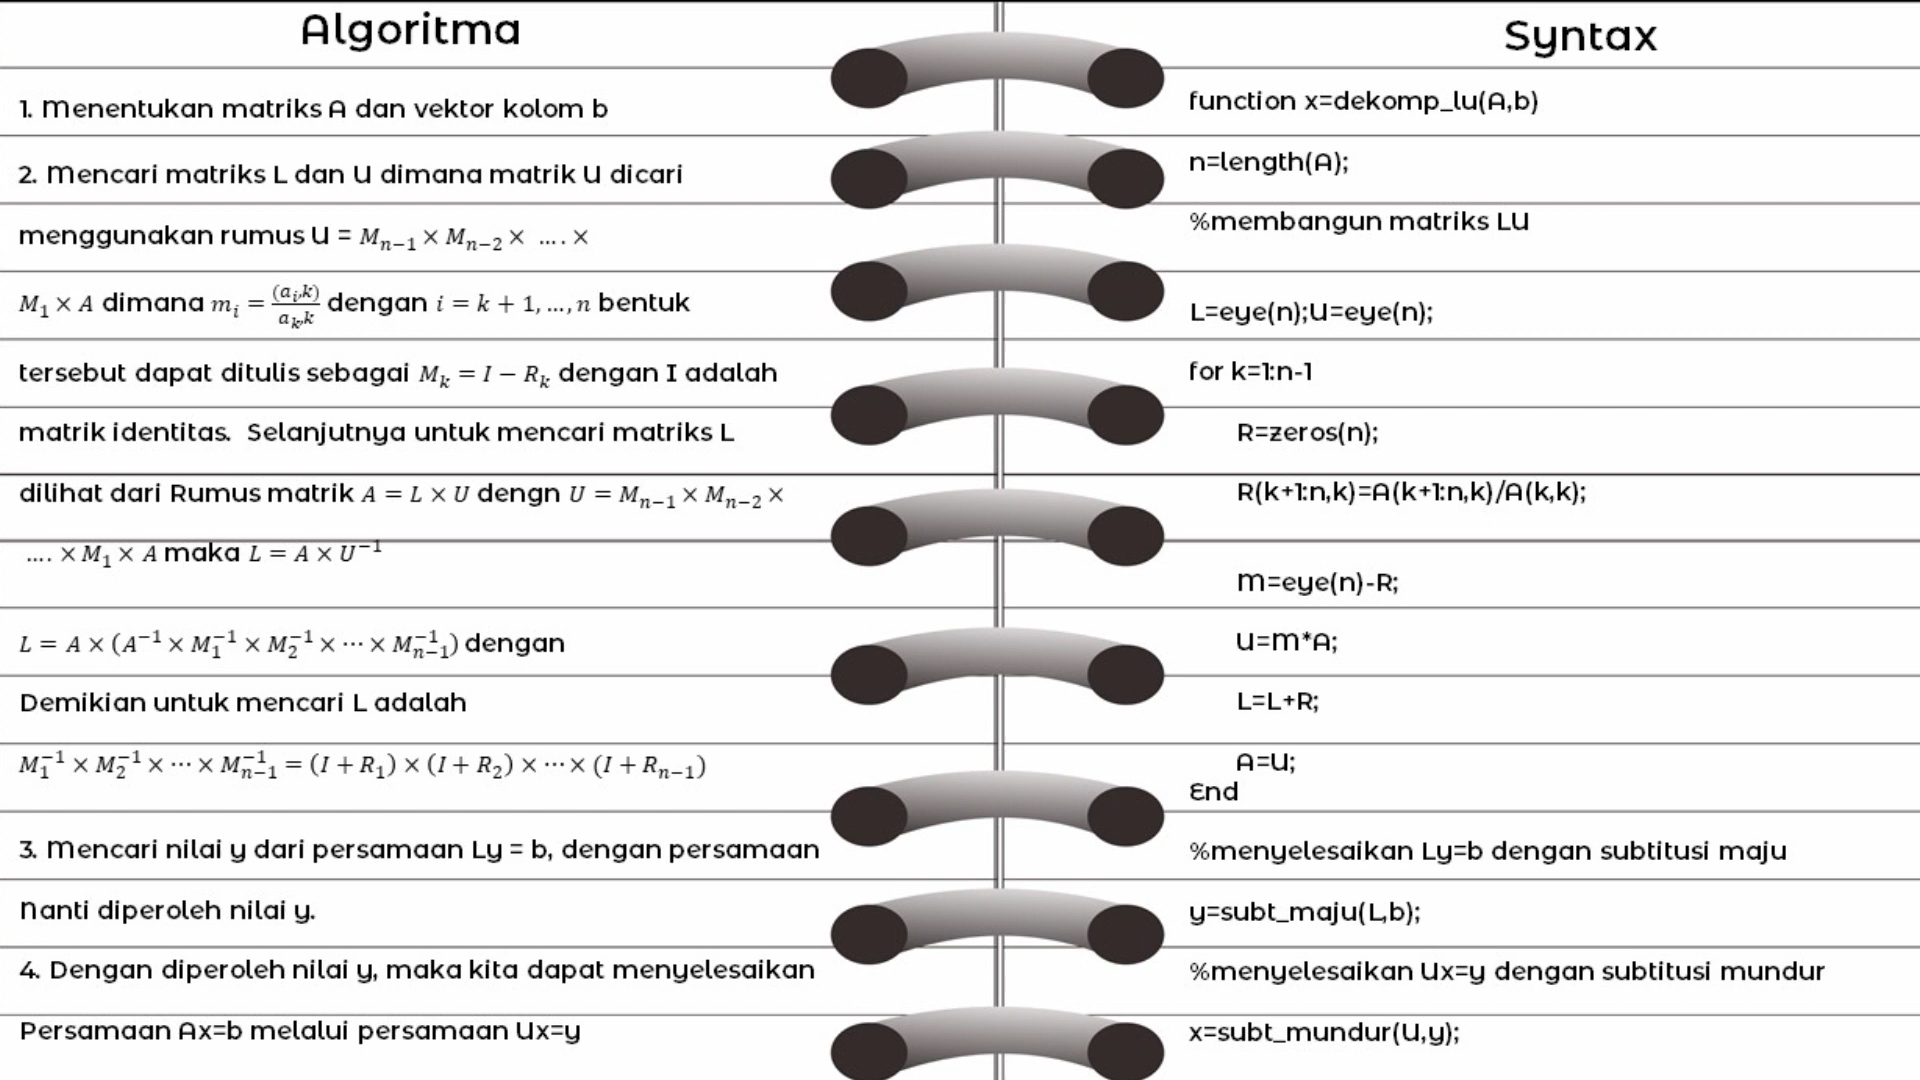 Algoritma
1. Menentukan matriks A dan vektor kolom b
2. Mencari matriks L dan U dimana matrik U dicari
menggunakan rumus U = M_{n−1} × M_{n−2} × .... ×
M_1 × A dimana m_i = (a_i,k)/a_k,k dengan i = k + 1, ..., n bentuk
tersebut dapat ditulis sebagai M_k = I − R_k dengan I adalah
matrik identitas. Selanjutnya untuk mencari matriks L
dilihat dari Rumus matrik A = L × U dengn U = M_{n−1} × M_{n−2} ×
.... × M_1 × A maka L = A × U^{−1}
L = A × (A^{−1} × M_1^{−1} × M_2^{−1} × ⋯ × M_{n−1}^{−1}) dengan
Demikian untuk mencari L adalah
M_1^{−1} × M_2^{−1} × ⋯ × M_{n−1}^{−1} = (I + R_1) × (I + R_2) × ⋯ × (I + R_{n−1})
3. Mencari nilai y dari persamaan Ly = b, dengan persamaan
Nanti diperoleh nilai y.
4. Dengan diperoleh nilai y, maka kita dapat menyelesaikan
Persamaan Ax=b melalui persamaan Ux=y
Syntax
function x=dekomp_lu(A,b)
n=length(A);
%membangun matriks LU
L=eye(n);U=eye(n);
for k=1:n-1
R=zeros(n);
R(k+1:n,k)=A(k+1:n,k)/A(k,k);
M=eye(n)-R;
U=M*A;
L=L+R;
A=U;
End
%menyelesaikan Ly=b dengan subtitusi maju
y=subt_maju(L,b);
%menyelesaikan Ux=y dengan subtitusi mundur
x=subt_mundur(U,y);